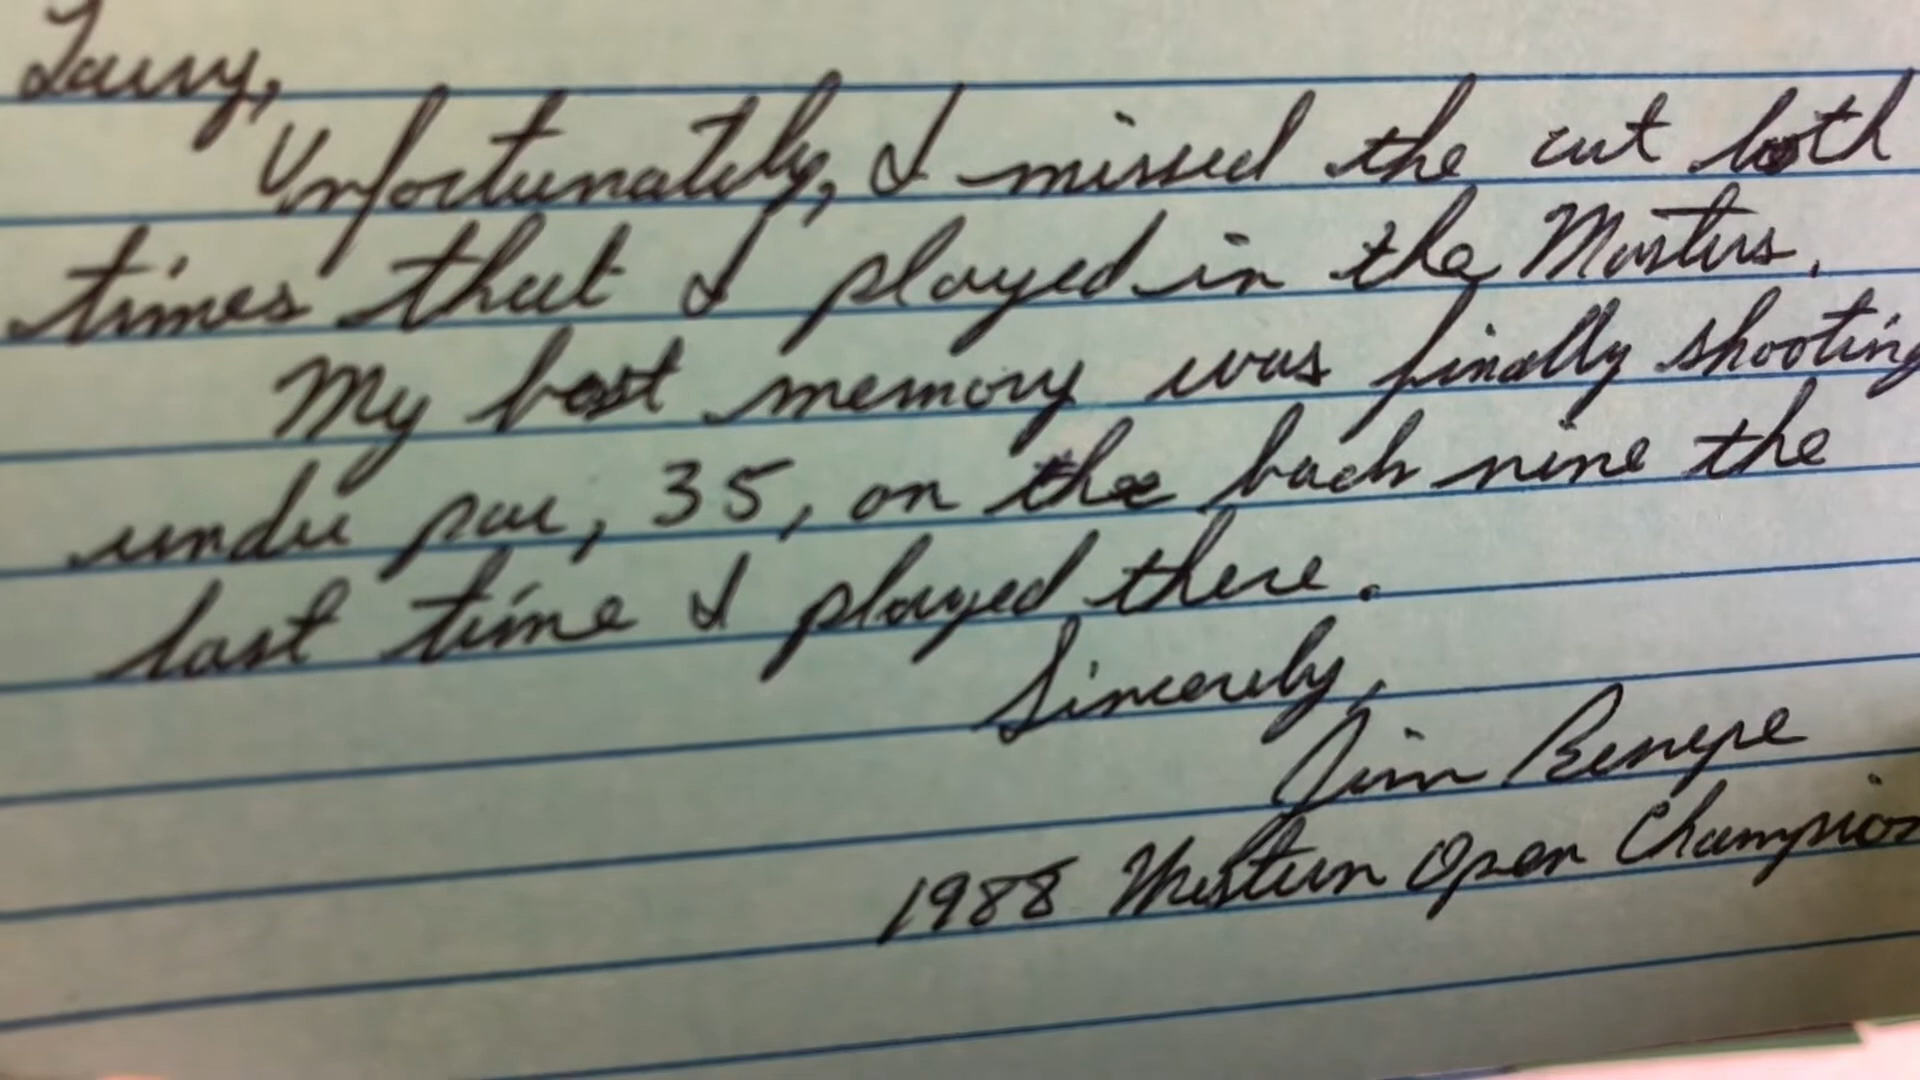 Larry,
Unfortunately, I missed the cut both
times that I played in the Masters.
My best memory was finally shooting
under par, 35, on the back nine the
last time I played there.
Sincerely,
Jim Benepe
1988 Western Open Champion